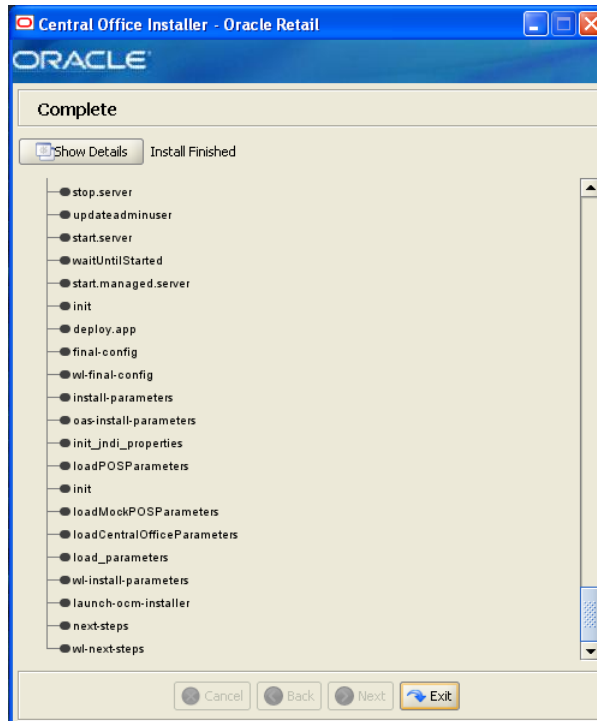 Central Office Installer - Oracle Retail
ORACLE
Complete
Show Details Install Finished
stop.server
updateadminuser
start.server
waitUntilStarted
start.managed.server
init
deploy.app
final-config
wl-final-config
install-parameters
oas-install-parameters
init_jndi_properties
loadPOSParameters
init
loadMockPOSParameters
loadCentralOfficeParameters
load_parameters
wl-install-parameters
launch-ocm-installer
next-steps
wl-next-steps
Cancel Back Next Exit